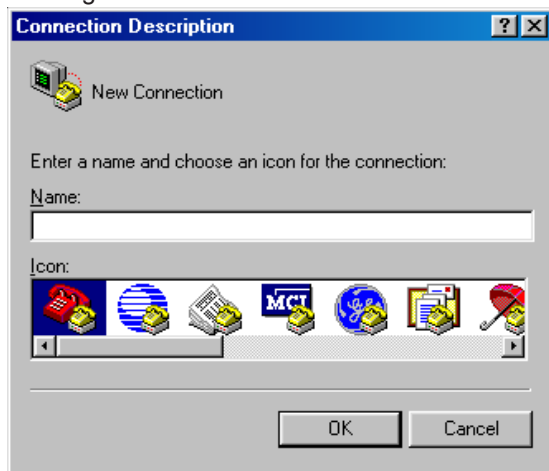 Connection Description
New Connection
Enter a name and choose an icon for the connection:
Name:
Icon:
MCI
OK
Cancel